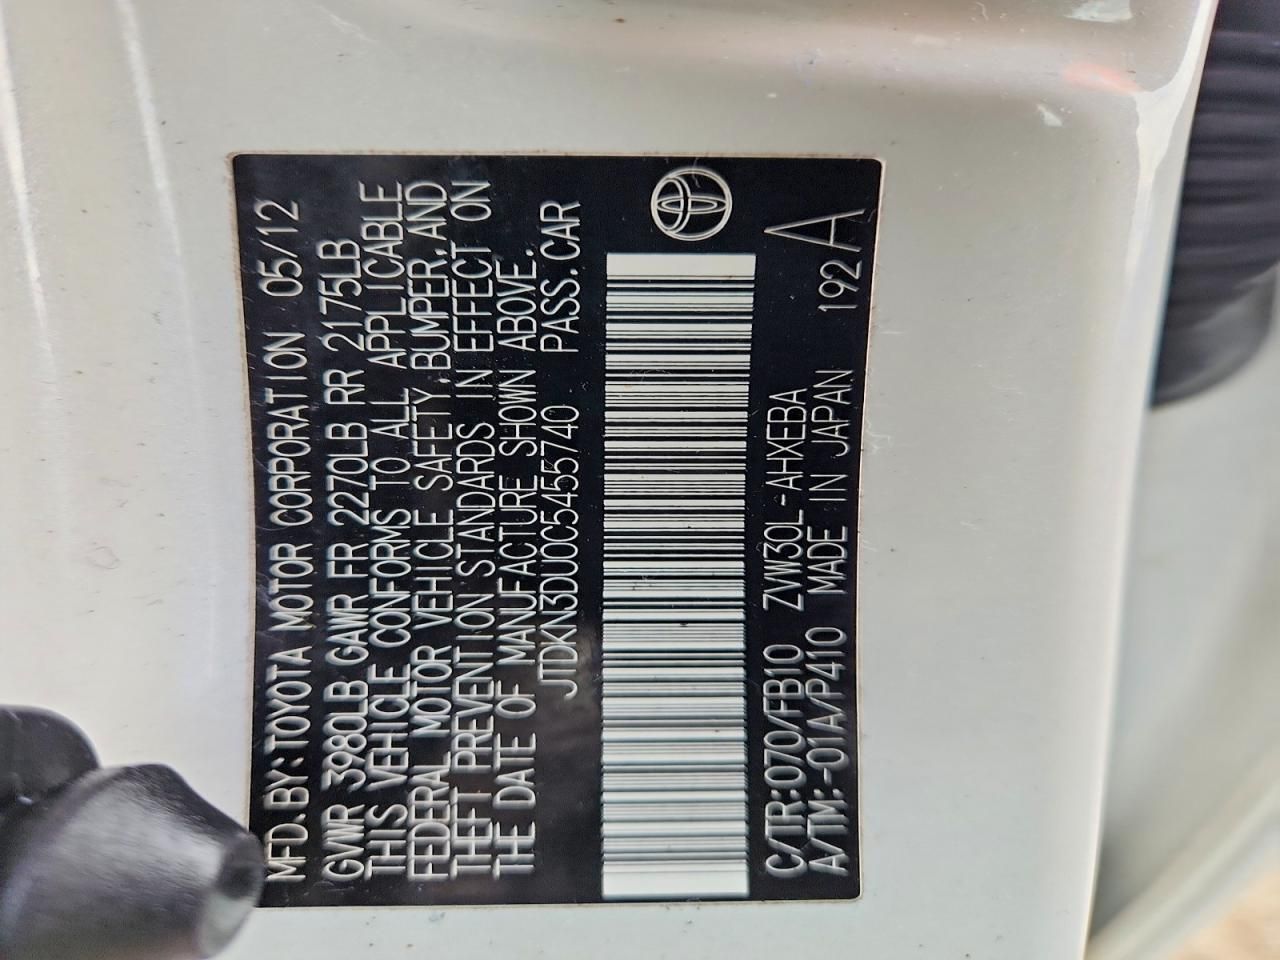 MFD.BY:TOYOTA MOTOR CORPORATION 05/12
GVWR 3980LB GAWR FR 2270LB RR 2175LB
THIS VEHICLE CONFORMS TO ALL APPLICABLE
FEDERAL MOTOR VEHICLE SAFETY,BUMPER,AND
THEFT PREVENTION STANDARDS IN EFFECT ON
THE DATE OF MANUFACTURE SHOWN ABOVE.
JTDKN3DU0C5455740 PASS.CAR
C/TR:070/FB10 ZVW30L-AHXEBA
A/TM:-01A/P410 MADE IN JAPAN 192 A